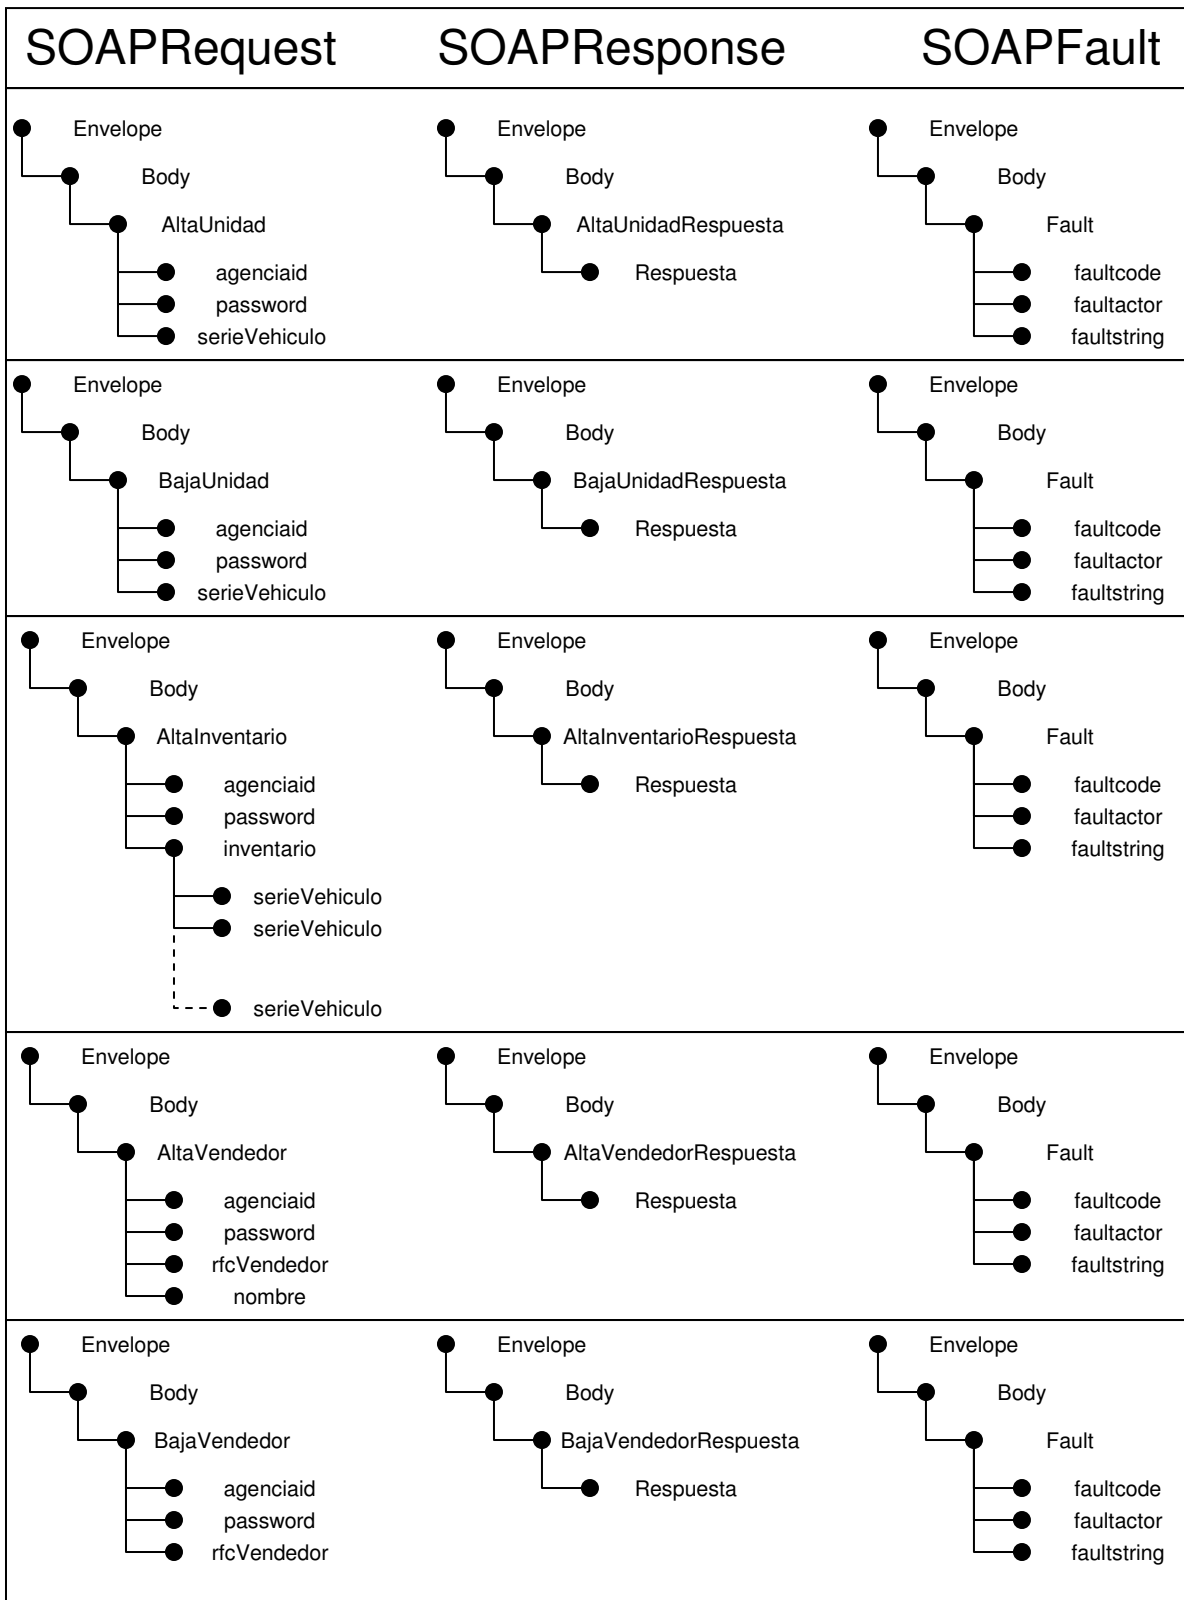 SOAPRequest SOAPResponse SOAPFault
Envelope Envelope Envelope
Body Body Body
AltaUnidad AltaUnidadRespuesta Fault
agenciaid Respuesta faultcode
password faultactor
serieVehiculo faultstring
Envelope Envelope Envelope
Body Body Body
BajaUnidad BajaUnidadRespuesta Fault
agenciaid Respuesta faultcode
password faultactor
serieVehiculo faultstring
Envelope Envelope Envelope
Body Body Body
AltaInventario AltaInventarioRespuesta Fault
agenciaid Respuesta faultcode
password faultactor
inventario faultstring
serieVehiculo
serieVehiculo
serieVehiculo
Envelope Envelope Envelope
Body Body Body
AltaVendedor AltaVendedorRespuesta Fault
agenciaid Respuesta faultcode
password faultactor
rfcVendedor faultstring
nombre
Envelope Envelope Envelope
Body Body Body
BajaVendedor BajaVendedorRespuesta Fault
agenciaid Respuesta faultcode
password faultactor
rfcVendedor faultstring